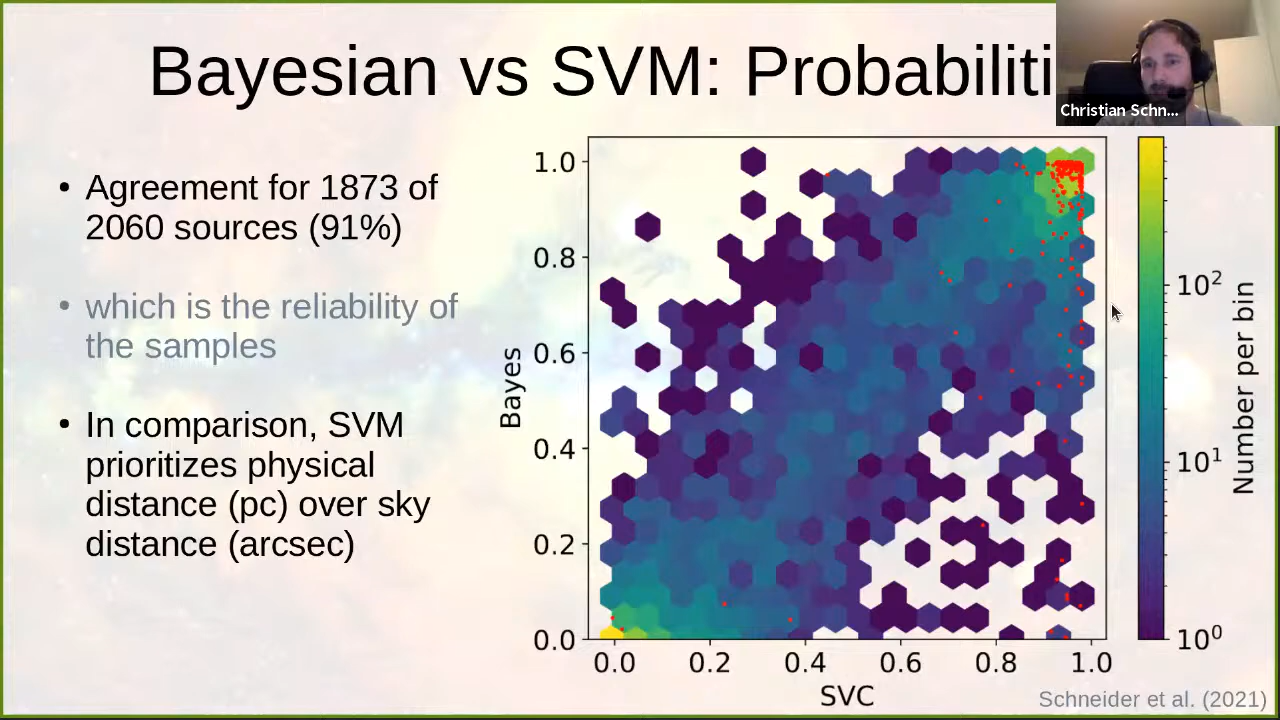 Bayesian vs SVM: Probabiliti
Christian Schn...
• Agreement for 1873 of
2060 sources (91%)
• which is the reliability of
the samples
• In comparison, SVM
prioritizes physical
distance (pc) over sky
distance (arcsec)
Bayes
1.0
0.8
0.6
0.4
0.2
0.0
0.0 0.2 0.4 0.6 0.8 1.0
SVC
10²
10¹
10⁰
Number per bin
Schneider et al. (2021)